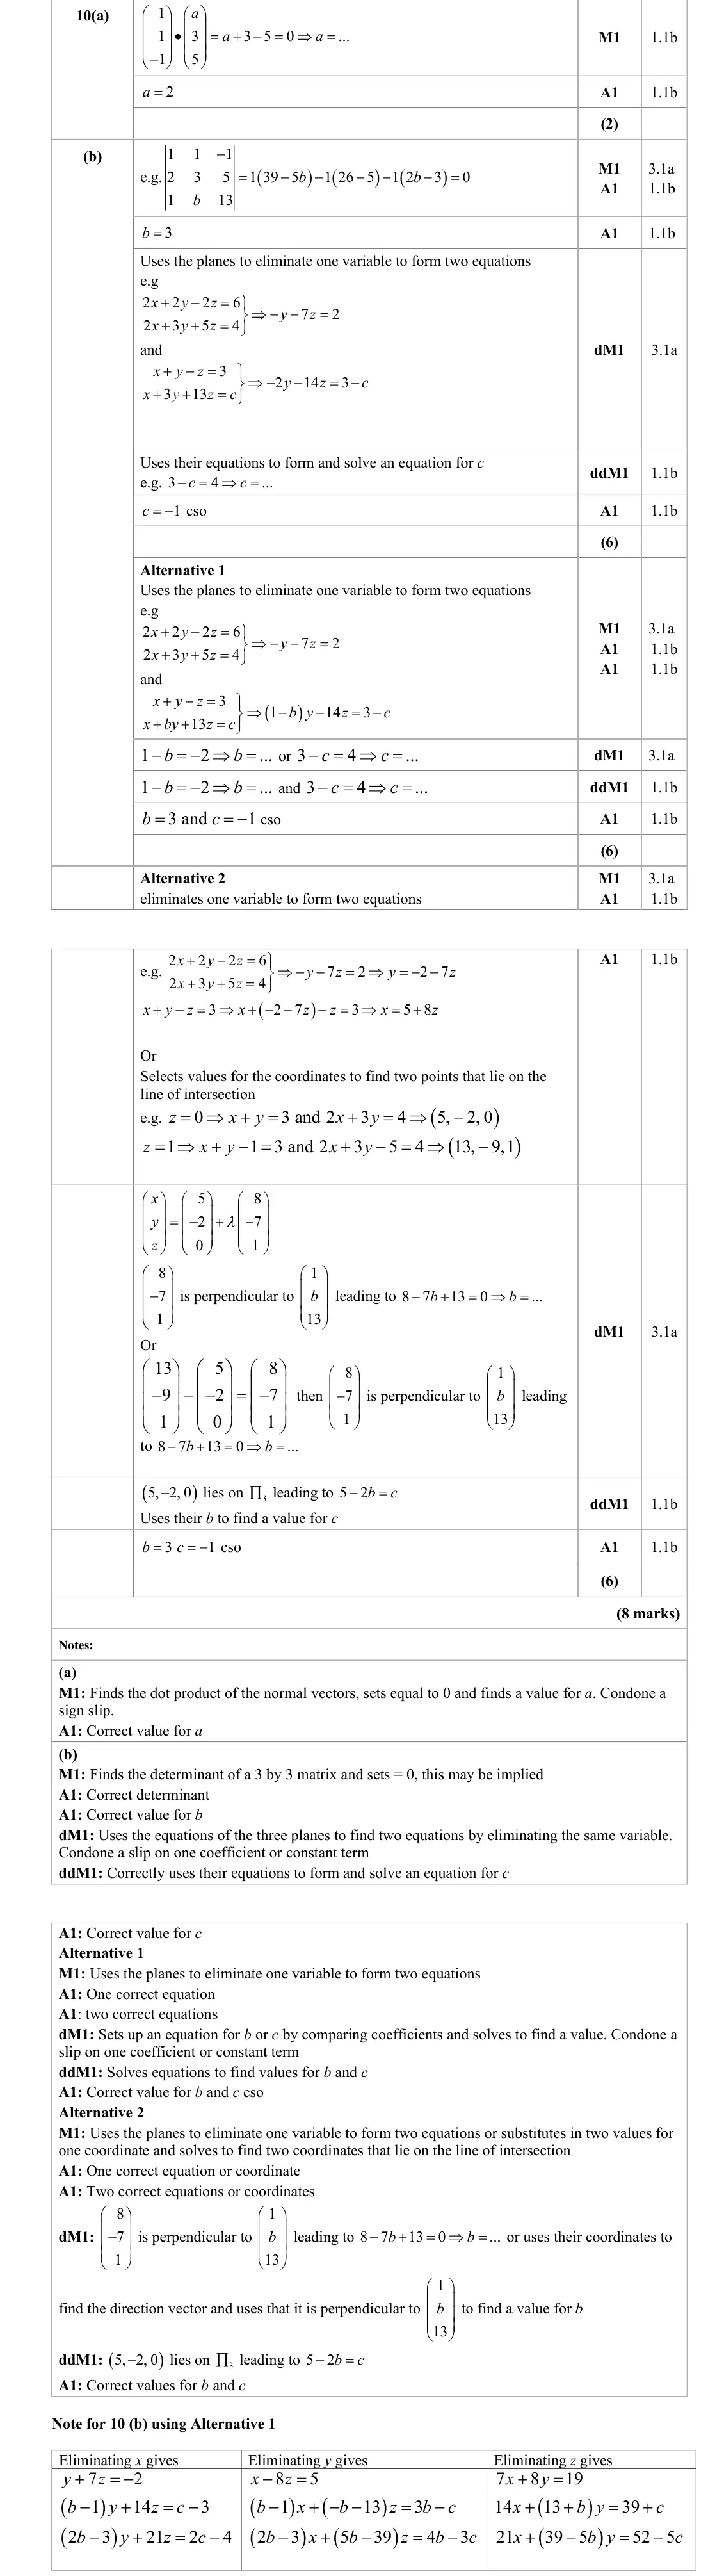 10(a)
(1 1 −1) • (a 3 5) = a + 3 − 5 = 0 ⇒ a = ... M1 1.1b
a = 2 A1 1.1b
(2)
(b)
e.g. |1 1 −1; 2 3 5; 1 b 13| = 1(39 − 5b) − 1(26 − 5) − 1(2b − 3) = 0 M1 3.1a
A1 1.1b
b = 3 A1 1.1b
Uses the planes to eliminate one variable to form two equations
e.g
2x + 2y − 2z = 6
2x + 3y + 5z = 4 } ⇒ −y − 7z = 2
and dM1 3.1a
x + y − z = 3
x + 3y + 13z = c } ⇒ −2y − 14z = 3 − c
Uses their equations to form and solve an equation for c
e.g. 3 − c = 4 ⇒ c = ... ddM1 1.1b
c = −1 cso A1 1.1b
(6)
Alternative 1
Uses the planes to eliminate one variable to form two equations
e.g
2x + 2y − 2z = 6
2x + 3y + 5z = 4 } ⇒ −y − 7z = 2
M1 3.1a
A1 1.1b
A1 1.1b
and
x + y − z = 3
x + by + 13z = c } ⇒ (1 − b)y − 14z = 3 − c
1 − b = −2 ⇒ b = ... or 3 − c = 4 ⇒ c = ... dM1 3.1a
1 − b = −2 ⇒ b = ... and 3 − c = 4 ⇒ c = ... ddM1 1.1b
b = 3 and c = −1 cso A1 1.1b
(6)
Alternative 2 M1 3.1a
eliminates one variable to form two equations A1 1.1b
e.g. 2x + 2y − 2z = 6
2x + 3y + 5z = 4 } ⇒ −y − 7z = 2 ⇒ y = −2 − 7z A1 1.1b
x + y − z = 3 ⇒ x + (−2 − 7z) − z = 3 ⇒ x = 5 + 8z
Or
Selects values for the coordinates to find two points that lie on the
line of intersection
e.g. z = 0 ⇒ x + y = 3 and 2x + 3y = 4 ⇒ (5, −2, 0)
z = 1 ⇒ x + y − 1 = 3 and 2x + 3y − 5 = 4 ⇒ (13, −9, 1)
(x y z) = (5 −2 0) + λ(8 −7 1)
(8 −7 1) is perpendicular to (1 b 13) leading to 8 − 7b + 13 = 0 ⇒ b = ...
Or dM1 3.1a
(13 −9 1) − (5 −2 0) = (8 −7 1) then (8 −7 1) is perpendicular to (1 b 13) leading
to 8 − 7b + 13 = 0 ⇒ b = ...
(5, −2, 0) lies on ∏₃ leading to 5 − 2b = c
Uses their b to find a value for c ddM1 1.1b
b = 3 c = −1 cso A1 1.1b
(6)
(8 marks)
Notes:
(a)
M1: Finds the dot product of the normal vectors, sets equal to 0 and finds a value for a. Condone a
sign slip.
A1: Correct value for a
(b)
M1: Finds the determinant of a 3 by 3 matrix and sets = 0, this may be implied
A1: Correct determinant
A1: Correct value for b
dM1: Uses the equations of the three planes to find two equations by eliminating the same variable.
Condone a slip on one coefficient or constant term
ddM1: Correctly uses their equations to form and solve an equation for c
A1: Correct value for c
Alternative 1
M1: Uses the planes to eliminate one variable to form two equations
A1: One correct equation
A1: two correct equations
dM1: Sets up an equation for b or c by comparing coefficients and solves to find a value. Condone a
slip on one coefficient or constant term
ddM1: Solves equations to find values for b and c
A1: Correct value for b and c cso
Alternative 2
M1: Uses the planes to eliminate one variable to form two equations or substitutes in two values for
one coordinate and solves to find two coordinates that lie on the line of intersection
A1: One correct equation or coordinate
A1: Two correct equations or coordinates
dM1: (8 −7 1) is perpendicular to (1 b 13) leading to 8 − 7b + 13 = 0 ⇒ b = ... or uses their coordinates to
find the direction vector and uses that it is perpendicular to (1 b 13) to find a value for b
ddM1: (5, −2, 0) lies on ∏₃ leading to 5 − 2b = c
A1: Correct values for b and c
Note for 10 (b) using Alternative 1
Eliminating x gives Eliminating y gives Eliminating z gives
y + 7z = −2 x − 8z = 5 7x + 8y = 19
(b − 1)y + 14z = c − 3 (b − 1)x + (−b − 13)z = 3b − c 14x + (13 + b)y = 39 + c
(2b − 3)y + 21z = 2c − 4 (2b − 3)x + (5b − 39)z = 4b − 3c 21x + (39 − 5b)y = 52 − 5c